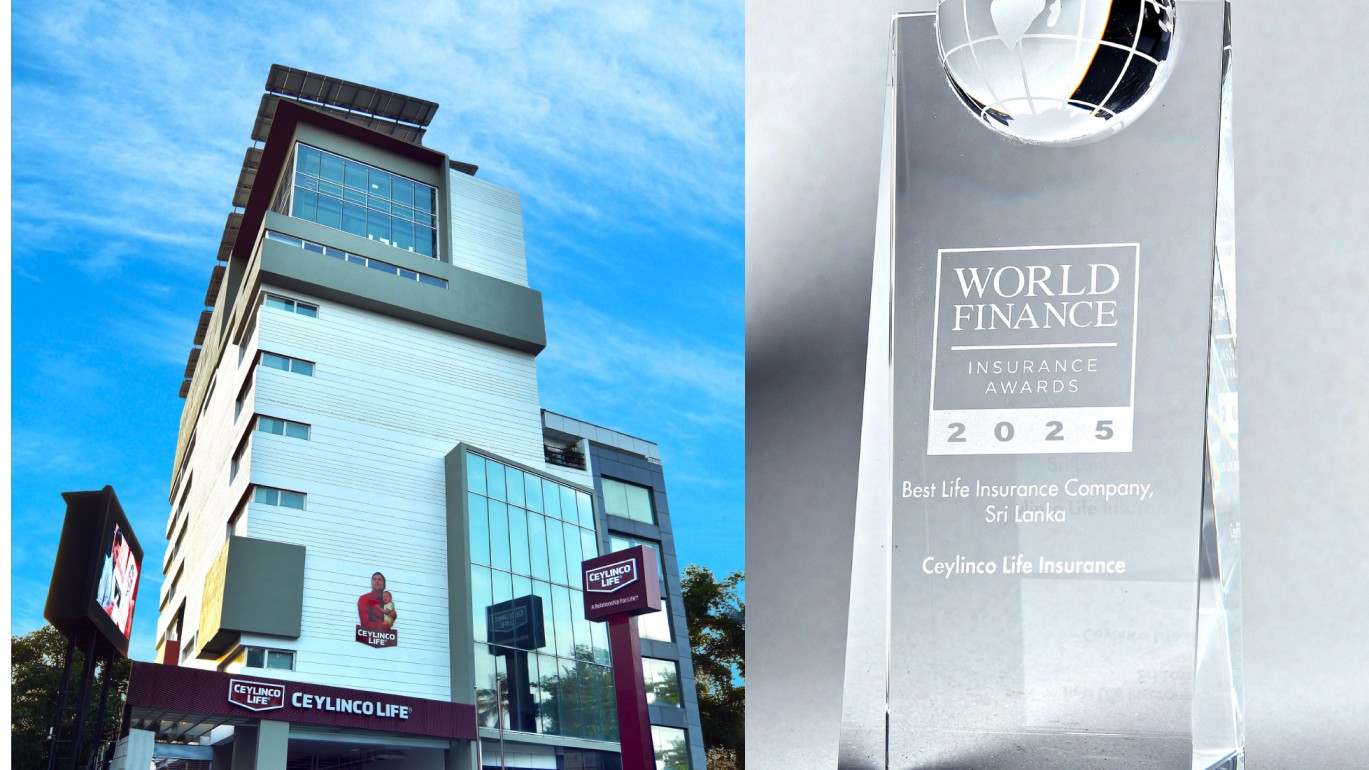 CEYLINCO
LIFE
A Relationship For Life
CEYLINCO
LIFE
CEYLINCO
LIFE
CEYLINCO LIFE
WORLD
FINANCE
INSURANCE
AWARDS
2025
Best Life Insurance Company,
Sri Lanka
Ceylinco Life Insurance